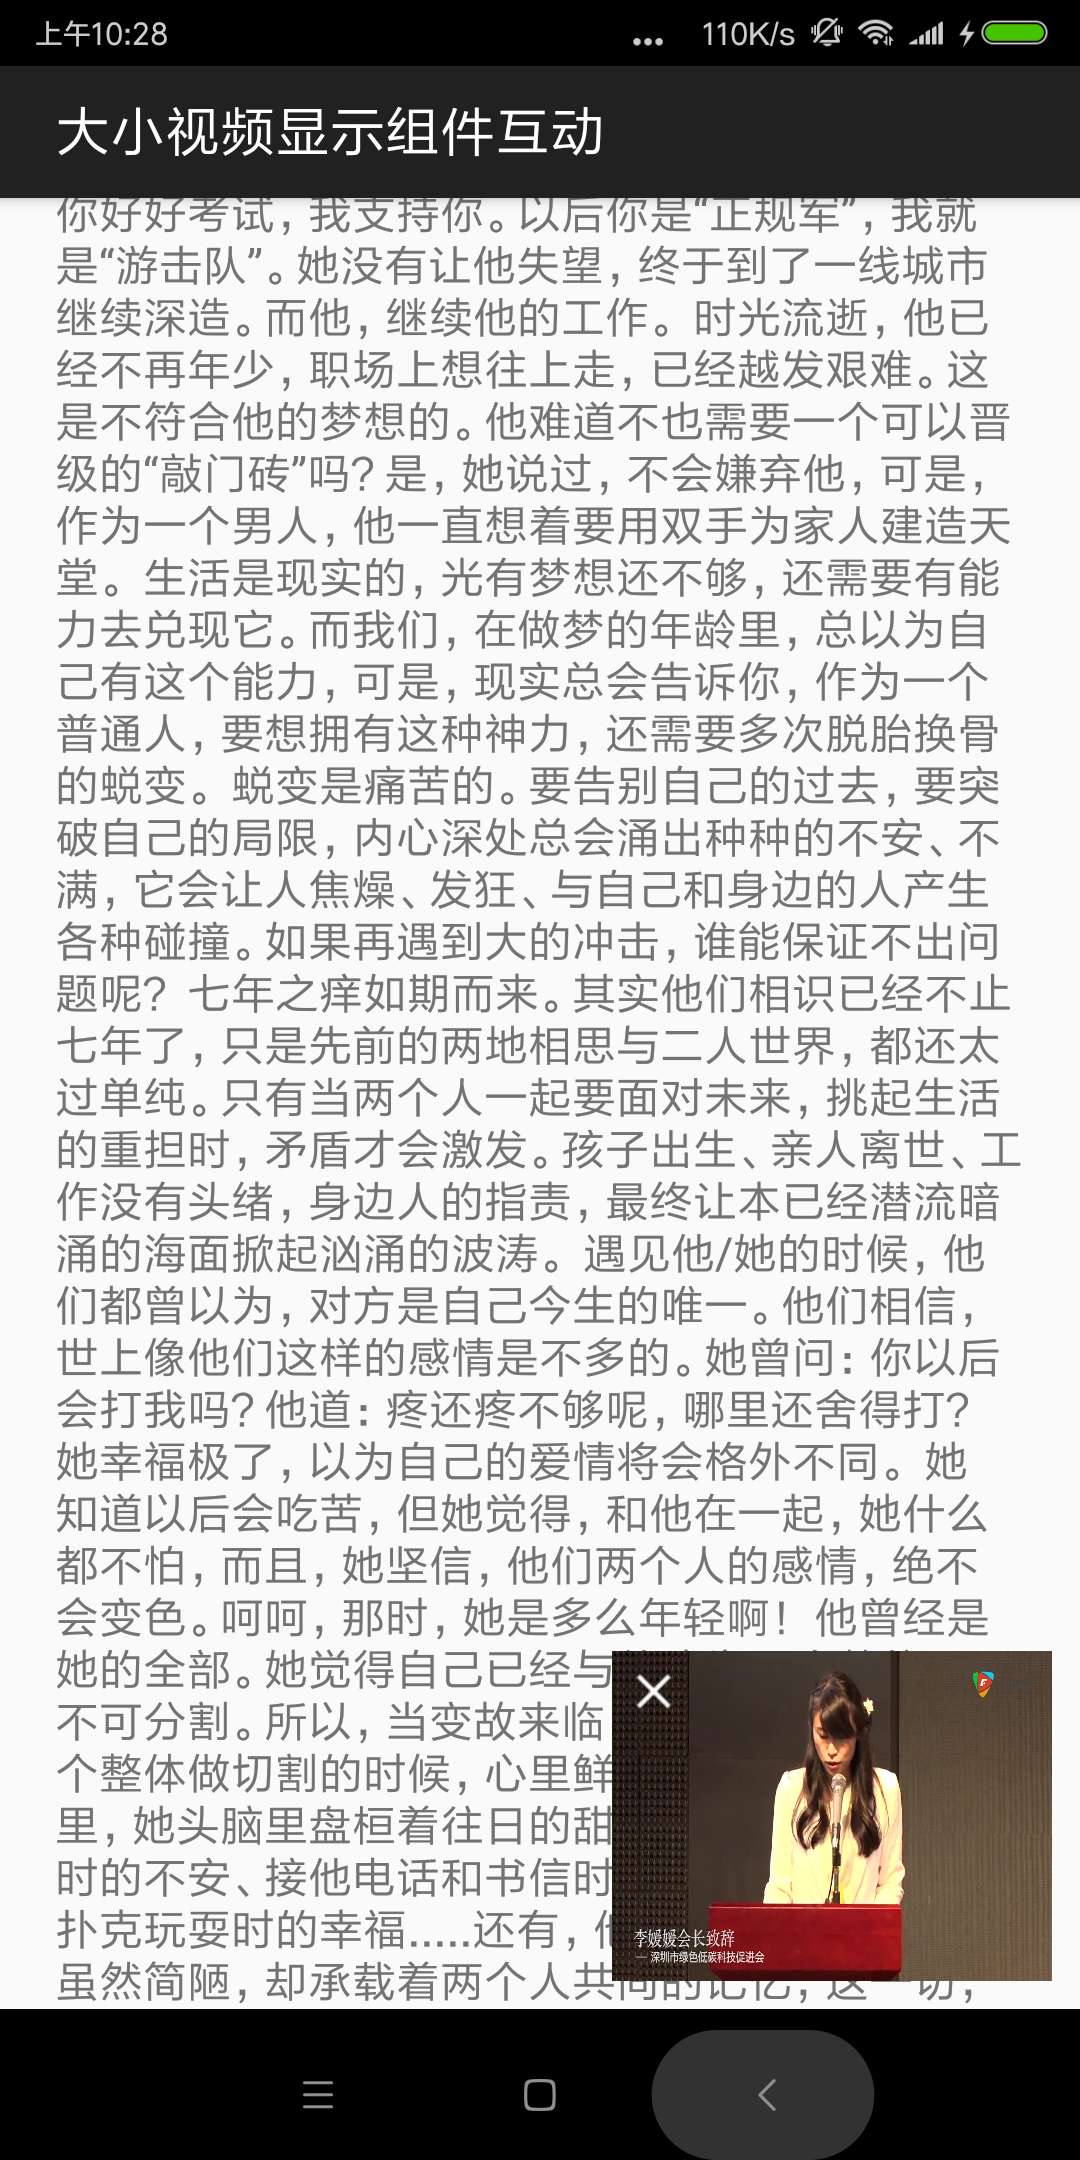 上午10:28
... 110K/s
大小视频显示组件互动
你好好考试，我支持你。以后你是“正规军”，我就
是“游击队”。她没有让他失望，终于到了一线城市
继续深造。而他，继续他的工作。时光流逝，他已
经不再年少，职场上想往上走，已经越发艰难。这
是不符合他的梦想的。他难道不也需要一个可以晋
级的“敲门砖”吗？是，她说过，不会嫌弃他，可是，
作为一个男人，他一直想着要用双手为家人建造天
堂。生活是现实的，光有梦想还不够，还需要有能
力去兑现它。而我们，在做梦的年龄里，总以为自
己有这个能力，可是，现实总会告诉你，作为一个
普通人，要想拥有这种神力，还需要多次脱胎换骨
的蜕变。蜕变是痛苦的。要告别自己的过去，要突
破自己的局限，内心深处总会涌出种种的不安、不
满，它会让人焦燥、发狂、与自己和身边的人产生
各种碰撞。如果再遇到大的冲击，谁能保证不出问
题呢？七年之痒如期而来。其实他们相识已经不止
七年了，只是先前的两地相思与二人世界，都还太
过单纯。只有当两个人一起要面对未来，挑起生活
的重担时，矛盾才会激发。孩子出生、亲人离世、工
作没有头绪，身边人的指责，最终让本已经潜流暗
涌的海面掀起汹涌的波涛。遇见他/她的时候，他
们都曾以为，对方是自己今生的唯一。他们相信，
世上像他们这样的感情是不多的。她曾问：你以后
会打我吗？他道：疼还疼不够呢，哪里还舍得打？
她幸福极了，以为自己的爱情将会格外不同。她
知道以后会吃苦，但她觉得，和他在一起，她什么
都不怕，而且，她坚信，他们两个人的感情，绝不
会变色。呵呵，那时，她是多么年轻啊！他曾经是
她的全部。她觉得自己已经与
不可分割。所以，当变故来临
个整体做切割的时候，心里鲜
里，她头脑里盘桓着往日的甜
时的不安、接他电话和书信时
扑克玩耍时的幸福.....还有，他
虽然简陋，却承载着两个人共同的记忆，这一切，
李媛媛会长致辞
— 深圳市绿色低碳科技促进会